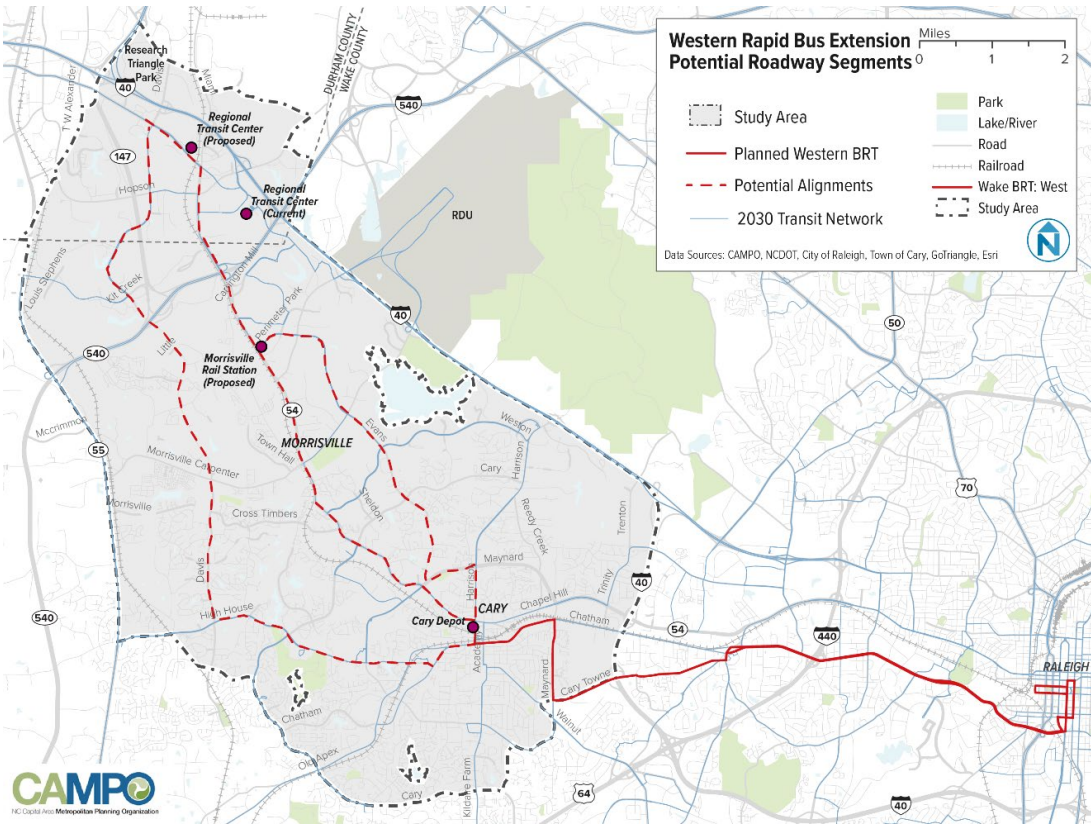 Western Rapid Bus Extension
Potential Roadway Segments
Miles
0 1 2
Study Area
Planned Western BRT
Potential Alignments
2030 Transit Network
Park
Lake/River
Road
Railroad
Wake BRT: West
Study Area
N
Data Sources: CAMPO, NCDOT, City of Raleigh, Town of Cary, GoTriangle, Esri
Research
Triangle
Park
40
Davis
Miami
T W Alexander
DURHAM COUNTY
WAKE COUNTY
540
Regional
Transit Center
(Proposed)
147
Hopson
Regional
Transit Center
(Current)
RDU
Louis Stephens
Kit Creek
Carrington Mill
Perimeter Park
40
50
540
Little
Morrisville
Rail Station
(Proposed)
54
Mccrimmon
55
Town Hall
MORRISVILLE
Evans
Weston
Harrison
Morrisville Carpenter
Cary
70
Morrisville
Cross Timbers
Sheldon
Reedy Creek
Trenton
Davis
Maynard
Harrison
Trinity
40
540
High House
CARY
Chapel Hill
Chatham
Cary Depot
54
440
Academy
Maynard
Cary Towne
RALEIGH
Chatham
Walnut
Old Apex
Cary
Kildaire Farm
64
40
CAMPO
NC Capital Area Metropolitan Planning Organization